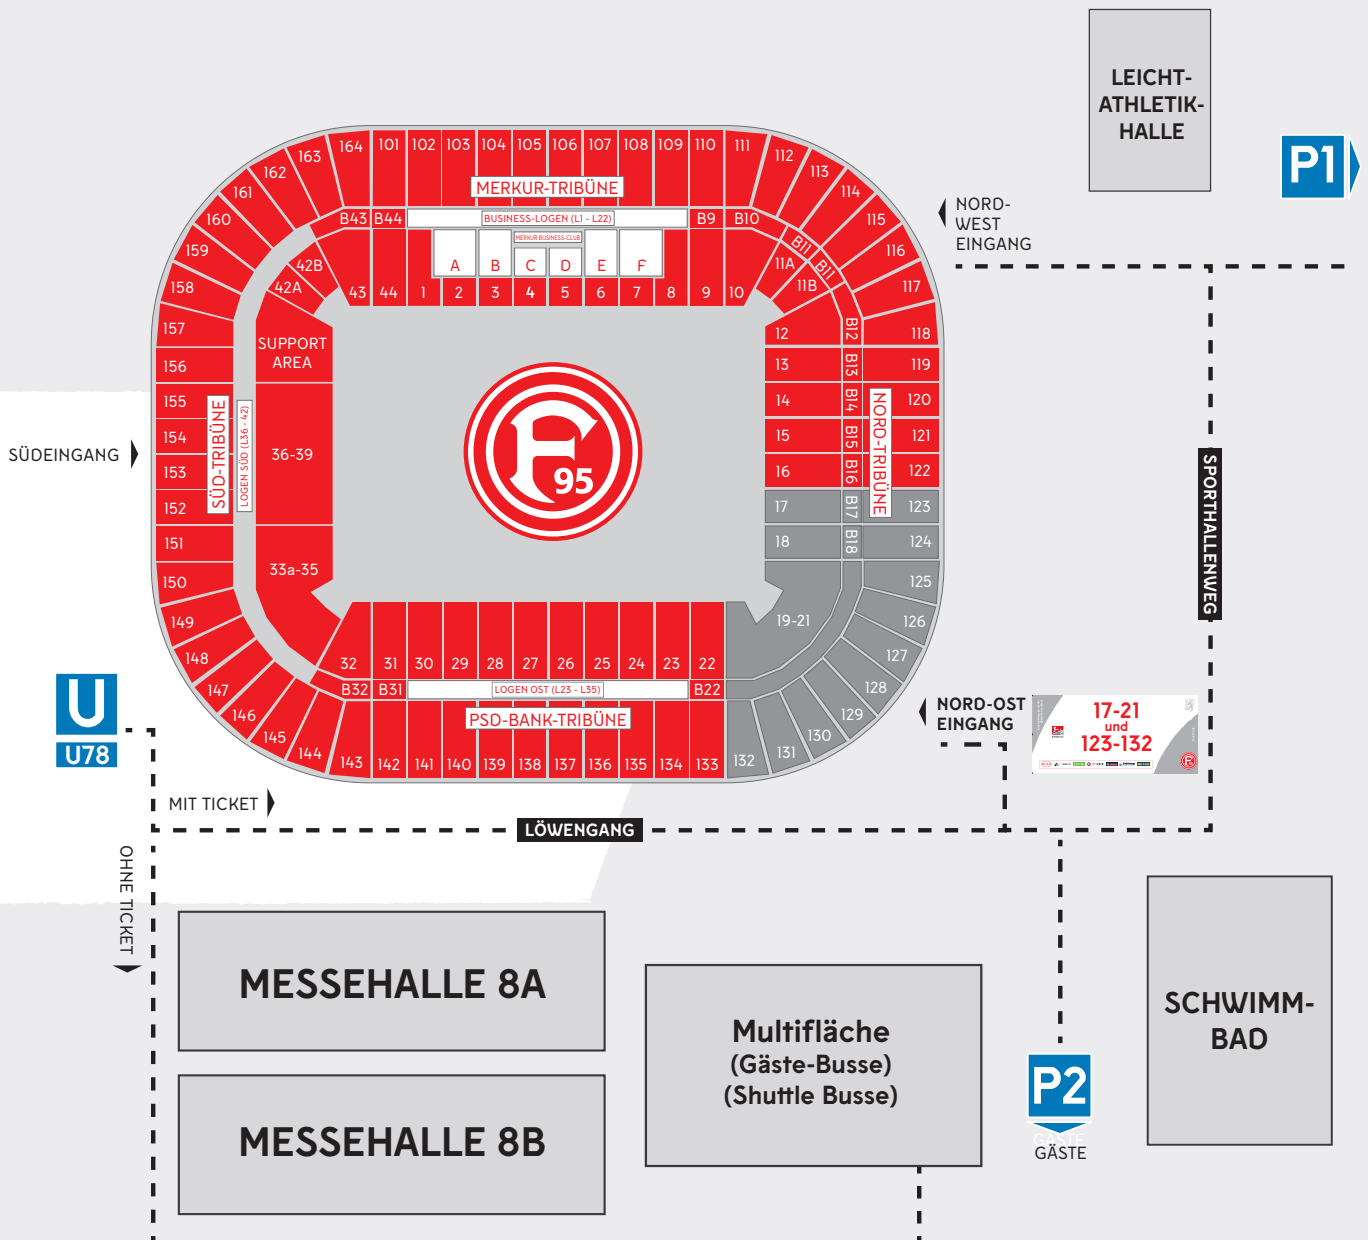 LEICHT-
ATHLETIK-
HALLE
P1
NORD-
WEST
EINGANG
164 101 102 103 104 105 106 107 108 109 110 111
163 112
162 113
161 114
160 115
159 116
158 117
157 118
156 119
155 120
154 121
153 122
152 123
151 124
150 125
149 126
148 127
147 128
146 129
145 130
144 131
143 142 141 140 139 138 137 136 135 134 133 132
MERKUR-TRIBÜNE
B43 B44 BUSINESS-LOGEN (L1 - L22) B9 B10
MERKUR BUSINESS-CLUB
B11
B11
A B C D E F
42B
42A
11A
11B
43 44 1 2 3 4 5 6 7 8 9 10
SUPPORT
AREA
12 B12
13 B13
14 B14
15 B15
16 B16
17 B17
18 B18
19-21
NORD-TRIBÜNE
SÜD-TRIBÜNE
LOGEN SÜD (L36 - 42)
36-39
33a-35
95
SÜDEINGANG
32 31 30 29 28 27 26 25 24 23 22
B32 B31 LOGEN OST (L23 - L35) B22
PSD-BANK-TRIBÜNE
SPORTHALLENWEG
NORD-OST
EINGANG
17-21
und
123-132
U
U78
MIT TICKET
LÖWENGANG
OHNE TICKET
MESSEHALLE 8A
MESSEHALLE 8B
Multifläche
(Gäste-Busse)
(Shuttle Busse)
P2
GÄSTE
GÄSTE
SCHWIMM-
BAD